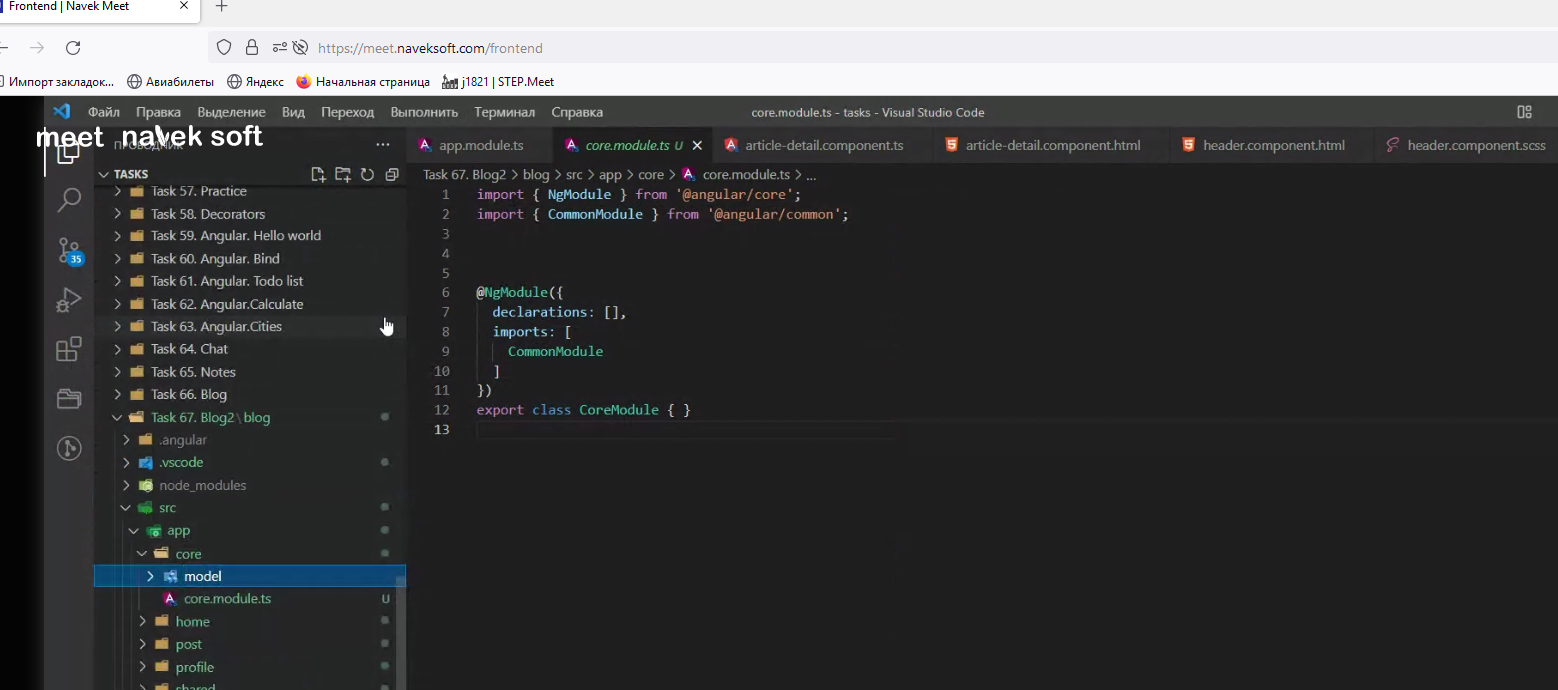 Frontend | Navek Meet
https://meet.naveksoft.com/frontend
Импорт закладок...
Авиабилеты
Яндекс
Начальная страница
j1821 | STEP.Meet
Файл Правка Выделение Вид Переход Выполнить Терминал Справка
core.module.ts - tasks - Visual Studio Code
meet navek soft
ПРОВОДНИК
app.module.ts
core.module.ts U
article-detail.component.ts
article-detail.component.html
header.component.html
header.component.scss
TASKS
Task 67. Blog2 > blog > src > app > core > core.module.ts > ...
Task 57. Practice
Task 58. Decorators
Task 59. Angular. Hello world
Task 60. Angular. Bind
Task 61. Angular. Todo list
Task 62. Angular.Calculate
Task 63. Angular.Cities
Task 64. Chat
Task 65. Notes
Task 66. Blog
Task 67. Blog2 \ blog
.angular
.vscode
node_modules
src
app
core
model
core.module.ts U
home
post
profile
shared
35
1 import { NgModule } from '@angular/core';
2 import { CommonModule } from '@angular/common';
3
4
5
6 @NgModule({
7 declarations: [],
8 imports: [
9 CommonModule
10 ]
11 })
12 export class CoreModule { }
13